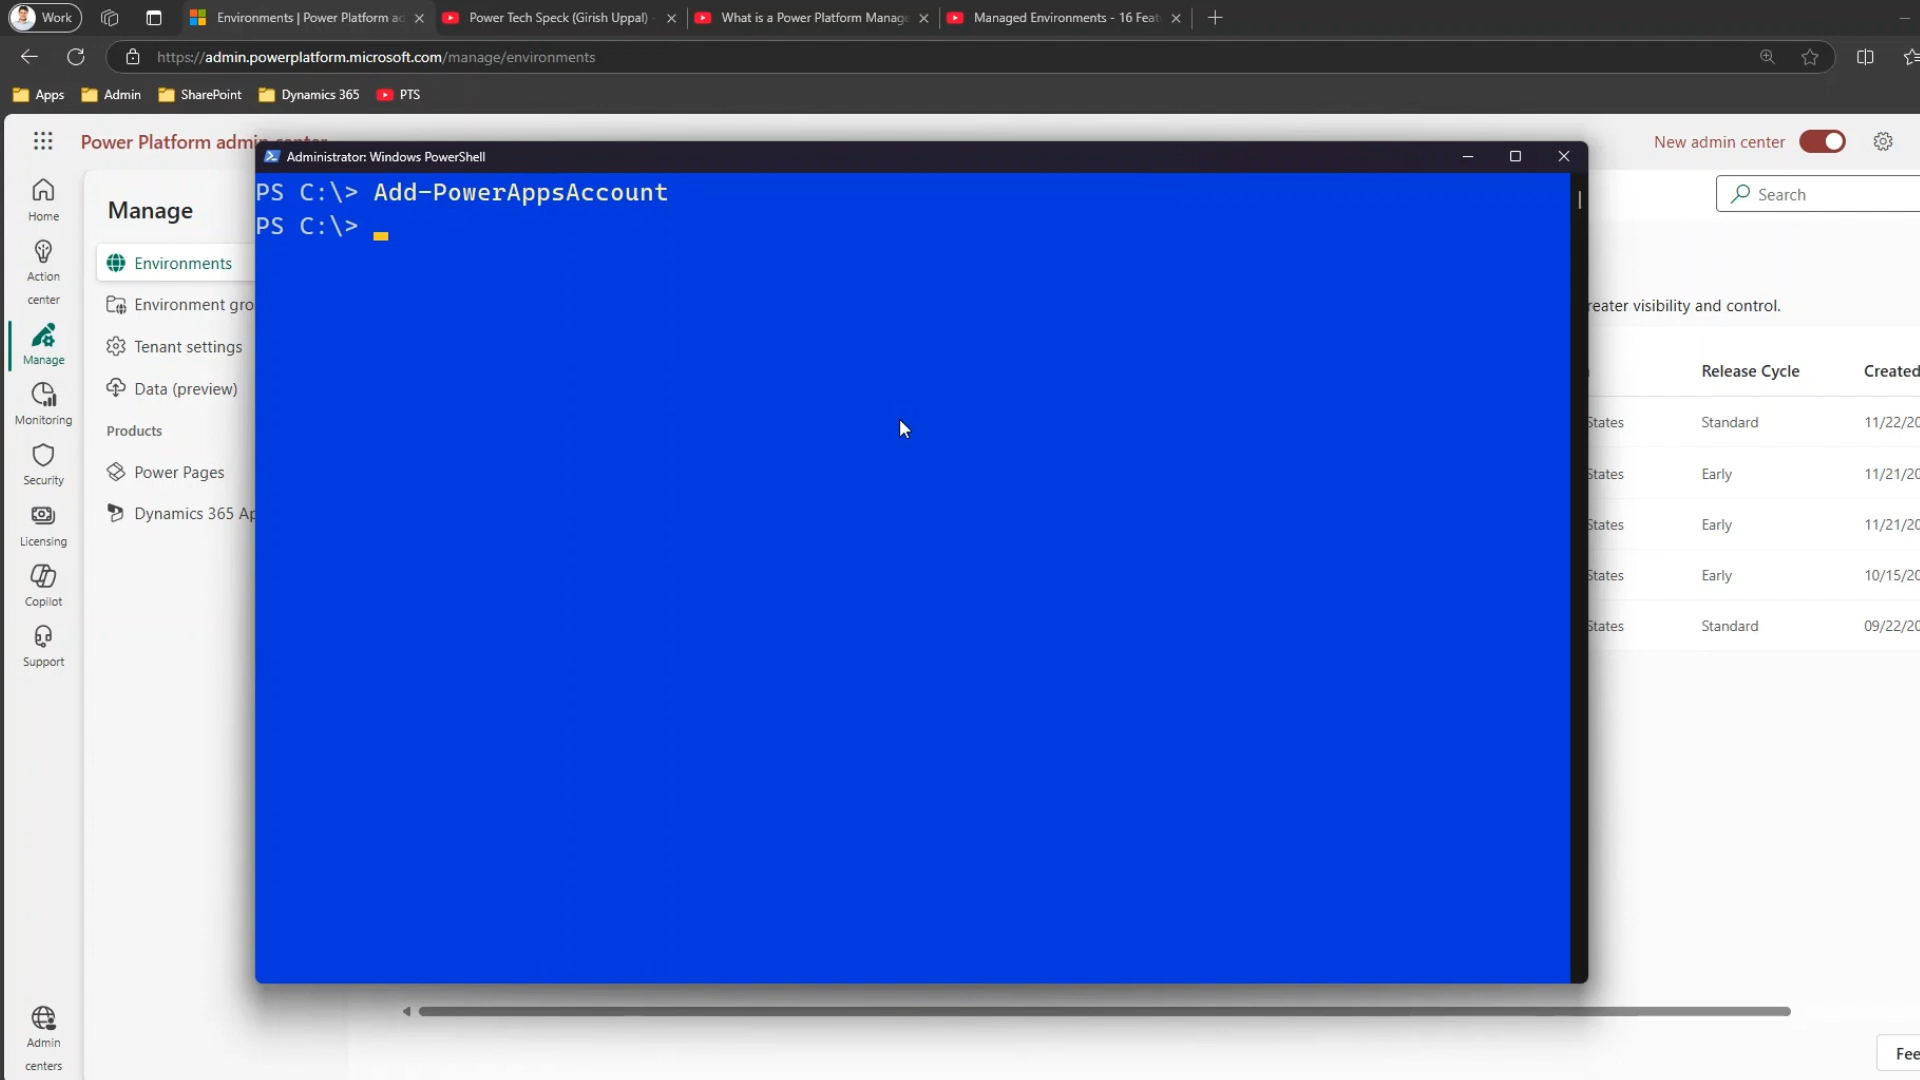 Work
Environments | Power Platform ad
Power Tech Speck (Girish Uppal) -
What is a Power Platform Manage
Managed Environments - 16 Feat
https://admin.powerplatform.microsoft.com/manage/environments
Apps
Admin
SharePoint
Dynamics 365
PTS
Power Platform admin center
New admin center
Administrator: Windows PowerShell
PS C:\> Add-PowerAppsAccount
PS C:\>
Search
Home
Action
center
Manage
Monitoring
Security
Licensing
Copilot
Support
Admin
centers
Manage
Environments
Environment gro
Tenant settings
Data (preview)
Products
Power Pages
Dynamics 365 Ap
reater visibility and control.
Release Cycle
Created
States
Standard
11/22/20
States
Early
11/21/20
States
Early
11/21/20
States
Early
10/15/20
States
Standard
09/22/20
Fee